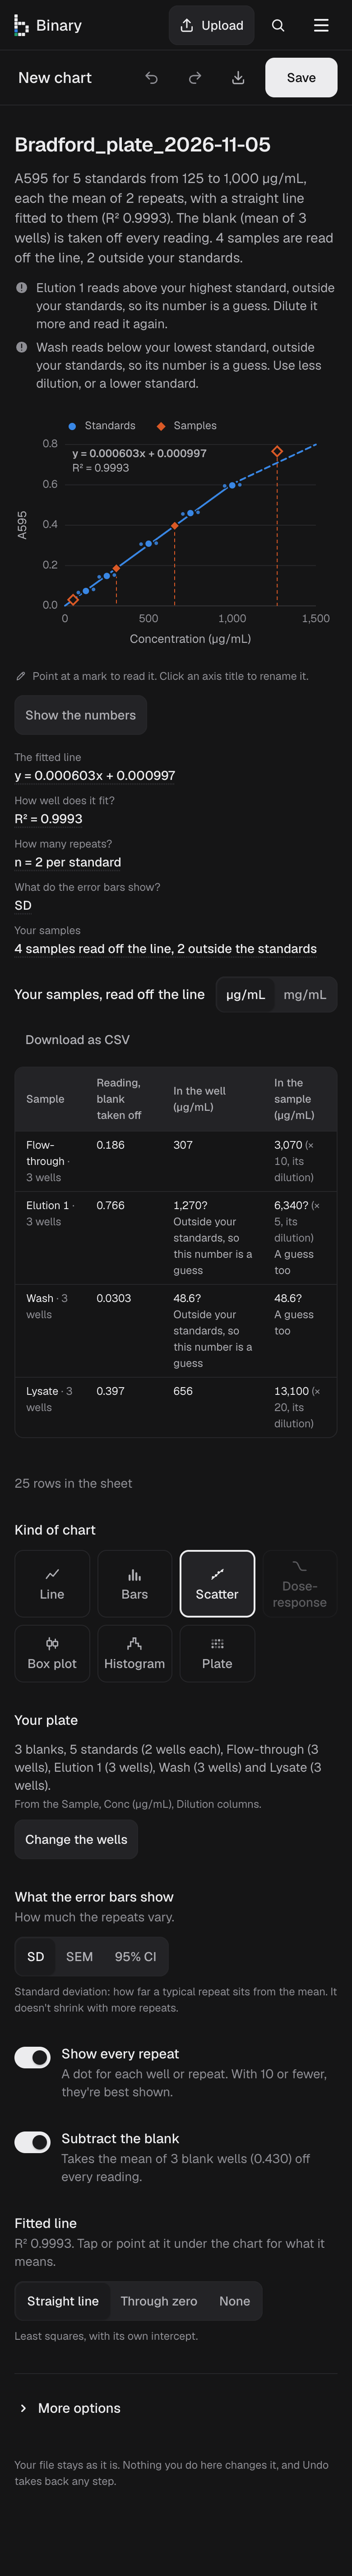 Binary
Upload
New chart
Save
Bradford_plate_2026-11-05
A595 for 5 standards from 125 to 1,000 µg/mL,
each the mean of 2 repeats, with a straight line
fitted to them (R² 0.9993). The blank (mean of 3
wells) is taken off every reading. 4 samples are read
off the line, 2 outside your standards.
Elution 1 reads above your highest standard, outside
your standards, so its number is a guess. Dilute it
more and read it again.
Wash reads below your lowest standard, outside
your standards, so its number is a guess. Use less
dilution, or a lower standard.
Standards
Samples
y = 0.000603x + 0.000997
R² = 0.9993
0.8
0.6
0.4
0.2
0.0
A595
0
500
1,000
1,500
Concentration (µg/mL)
Point at a mark to read it. Click an axis title to rename it.
Show the numbers
The fitted line
y = 0.000603x + 0.000997
How well does it fit?
R² = 0.9993
How many repeats?
n = 2 per standard
What do the error bars show?
SD
Your samples
4 samples read off the line, 2 outside the standards
Your samples, read off the line
µg/mL
mg/mL
Download as CSV
Sample
Reading,
blank
taken off
In the well
(µg/mL)
In the
sample
(µg/mL)
Flow-
through ·
3 wells
0.186
307
3,070 (×
10, its
dilution)
Elution 1 ·
3 wells
0.766
1,270?
Outside your
standards, so
this number is a
guess
6,340? (×
5, its
dilution)
A guess
too
Wash · 3
wells
0.0303
48.6?
Outside your
standards, so
this number is a
guess
48.6?
A guess
too
Lysate · 3
wells
0.397
656
13,100 (×
20, its
dilution)
25 rows in the sheet
Kind of chart
Line
Bars
Scatter
Dose-
response
Box plot
Histogram
Plate
Your plate
3 blanks, 5 standards (2 wells each), Flow-through (3
wells), Elution 1 (3 wells), Wash (3 wells) and Lysate (3
wells).
From the Sample, Conc (µg/mL), Dilution columns.
Change the wells
What the error bars show
How much the repeats vary.
SD
SEM
95% CI
Standard deviation: how far a typical repeat sits from the mean. It
doesn't shrink with more repeats.
Show every repeat
A dot for each well or repeat. With 10 or fewer,
they're best shown.
Subtract the blank
Takes the mean of 3 blank wells (0.430) off
every reading.
Fitted line
R² 0.9993. Tap or point at it under the chart for what it
means.
Straight line
Through zero
None
Least squares, with its own intercept.
More options
Your file stays as it is. Nothing you do here changes it, and Undo
takes back any step.